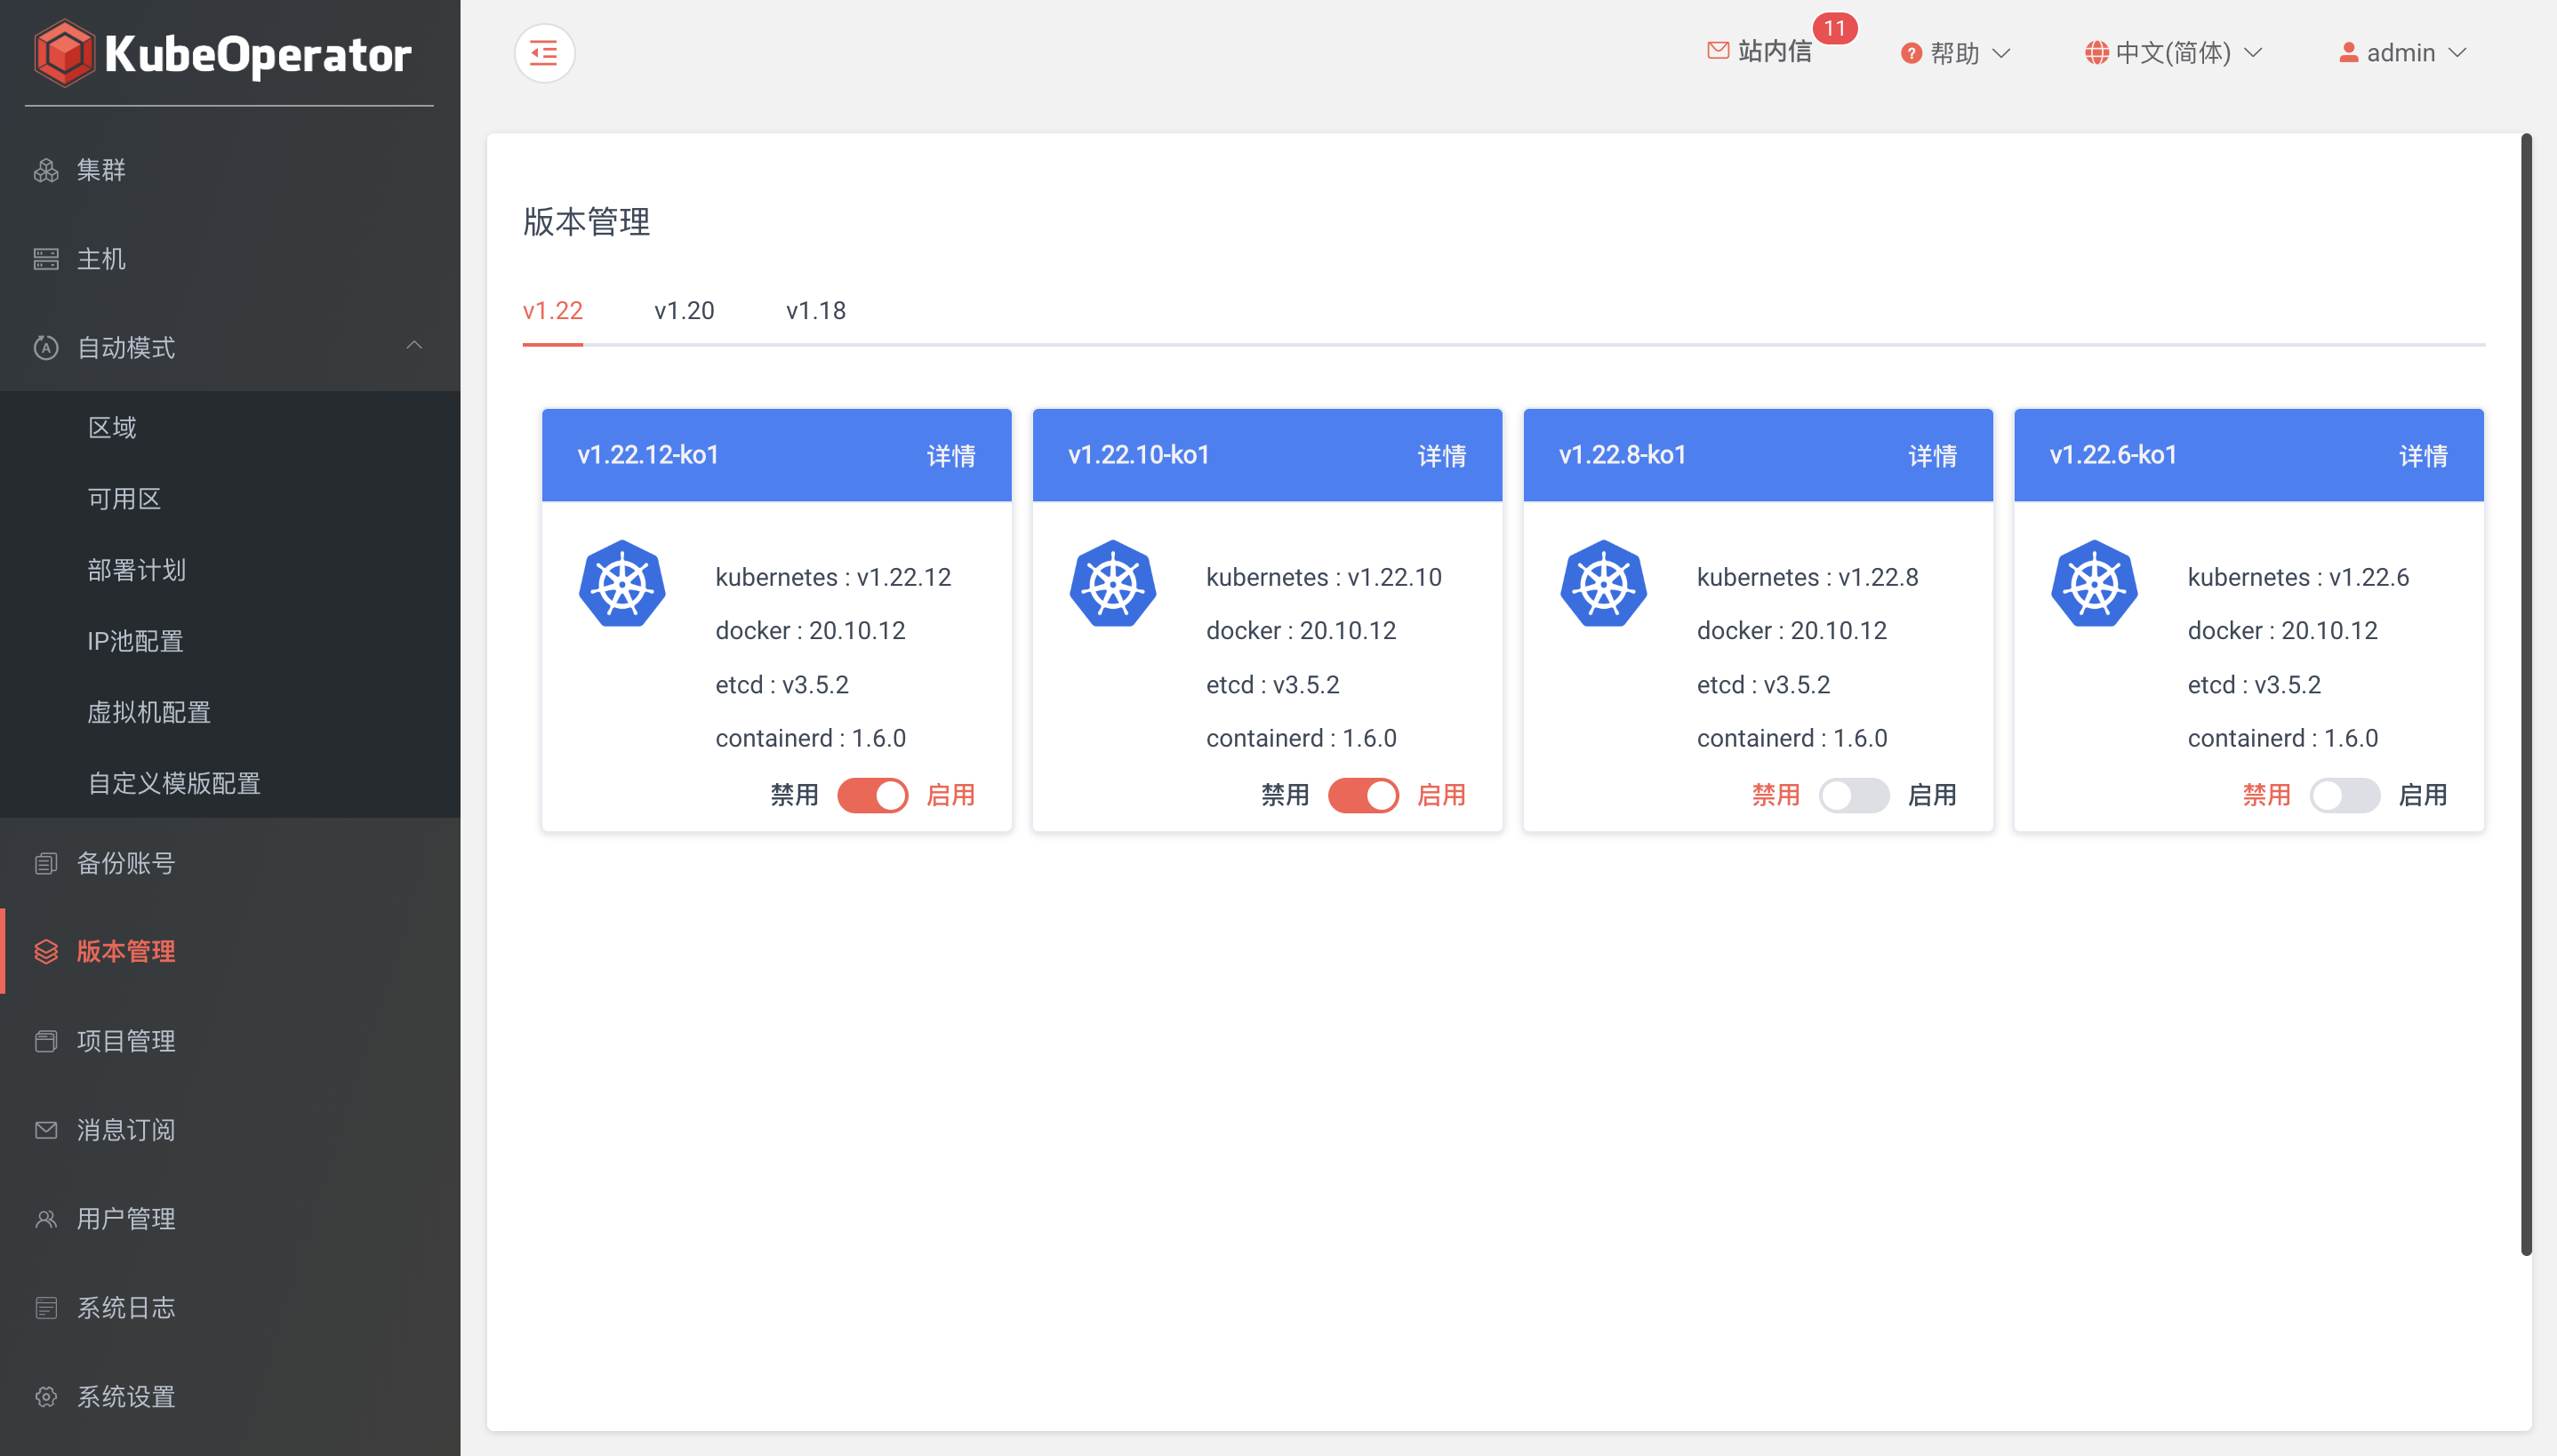 KubeOperator
站内信
11
帮助
中文(简体)
admin
集群
主机
自动模式
区域
可用区
部署计划
IP池配置
虚拟机配置
自定义模版配置
备份账号
版本管理
项目管理
消息订阅
用户管理
系统日志
系统设置
版本管理
v1.22
v1.20
v1.18
v1.22.12-ko1
详情
kubernetes : v1.22.12
docker : 20.10.12
etcd : v3.5.2
containerd : 1.6.0
禁用
启用
v1.22.10-ko1
详情
kubernetes : v1.22.10
docker : 20.10.12
etcd : v3.5.2
containerd : 1.6.0
禁用
启用
v1.22.8-ko1
详情
kubernetes : v1.22.8
docker : 20.10.12
etcd : v3.5.2
containerd : 1.6.0
禁用
启用
v1.22.6-ko1
详情
kubernetes : v1.22.6
docker : 20.10.12
etcd : v3.5.2
containerd : 1.6.0
禁用
启用